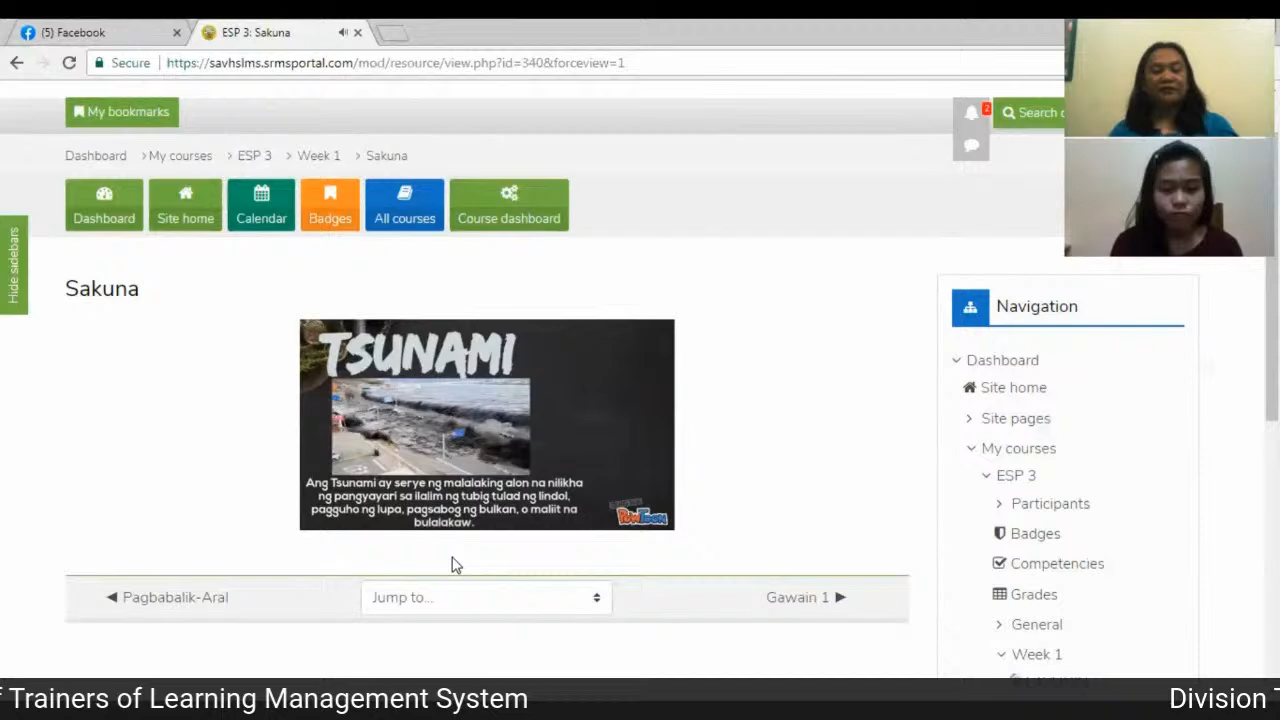 (5) Facebook
ESP 3: Sakuna
Secure
https://savhslms.srmsportal.com/mod/resource/view.php?id=340&forceview=1
My bookmarks
2
Search
Dashboard
My courses
ESP 3
Week 1
Sakuna
Dashboard
Site home
Calendar
Badges
All courses
Course dashboard
Hide sidebars
Sakuna
TSUNAMI
Ang Tsunami ay serye ng malalaking alon na nilikha
ng pangyayari sa ilalim ng tubig tulad ng lindol,
pagguho ng lupa, pagsabog ng bulkan, o maliit na
bulalakaw.
PowToon
Pagbabalik-Aral
Jump to...
Gawain 1
Navigation
Dashboard
Site home
Site pages
My courses
ESP 3
Participants
Badges
Competencies
Grades
General
Week 1
Trainers of Learning Management System
Division